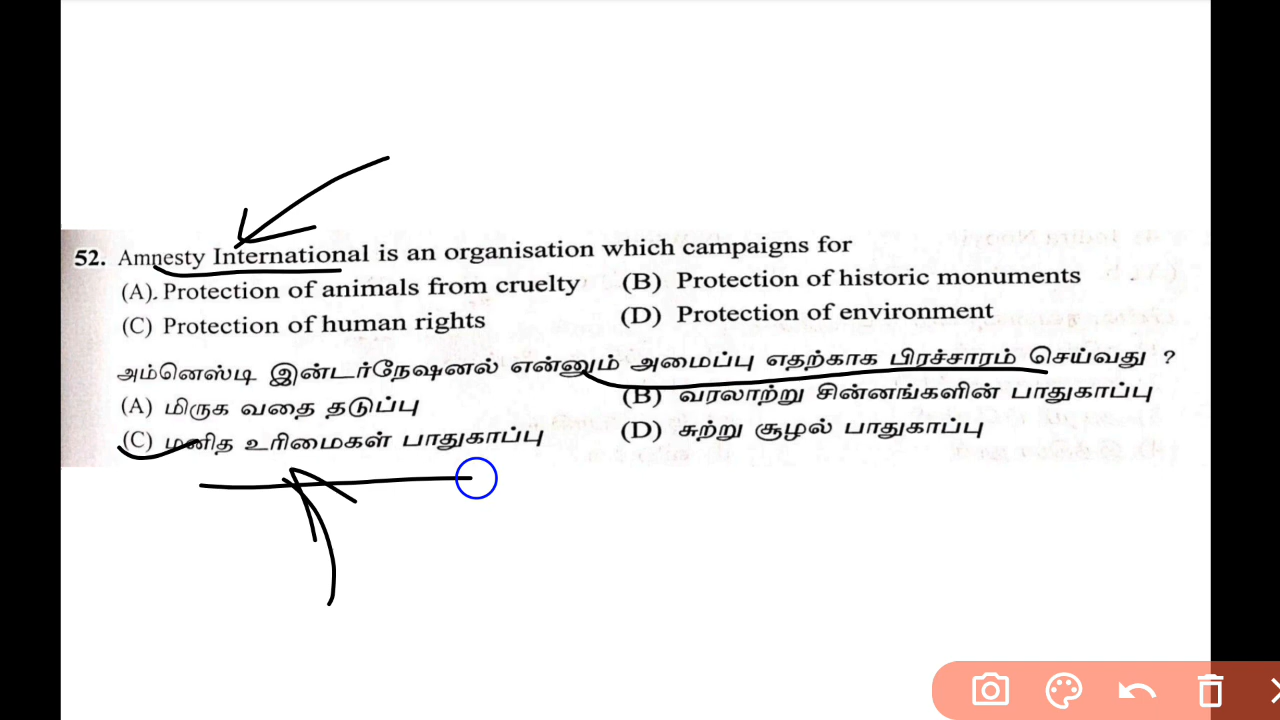 52. Amnesty International is an organisation which campaigns for
(A). Protection of animals from cruelty (B) Protection of historic monuments
(C) Protection of human rights (D) Protection of environment
அம்னெஸ்டி இன்டர்நேஷனல் என்னும் அமைப்பு எதற்காக பிரச்சாரம் செய்வது ?
(A) மிருக வதை தடுப்பு (B) வரலாற்று சின்னங்களின் பாதுகாப்பு
(C) மனித உரிமைகள் பாதுகாப்பு (D) சுற்று சூழல் பாதுகாப்பு